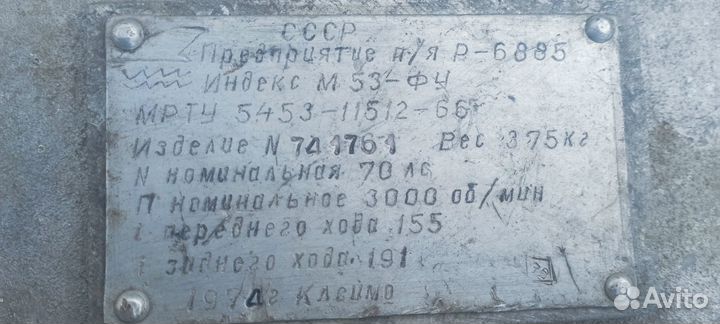 СССР
Предприятие п/я Р-6885
Индекс М 53-ФУ
МРТУ 5453-11512-66г
Изделие N 741761 Вес 375кг
N номинальная 70 лс
П номинальное 3000 об/мин
i переднего хода 155
i заднего хода 191
1974г Клеймо
Avito